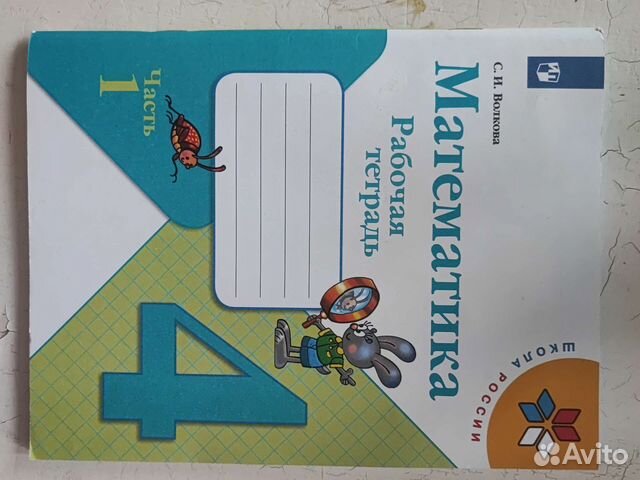 С. И. Волкова
Математика
Рабочая
тетрадь
Часть
1
4
ШКОЛА РОССИИ
Avito